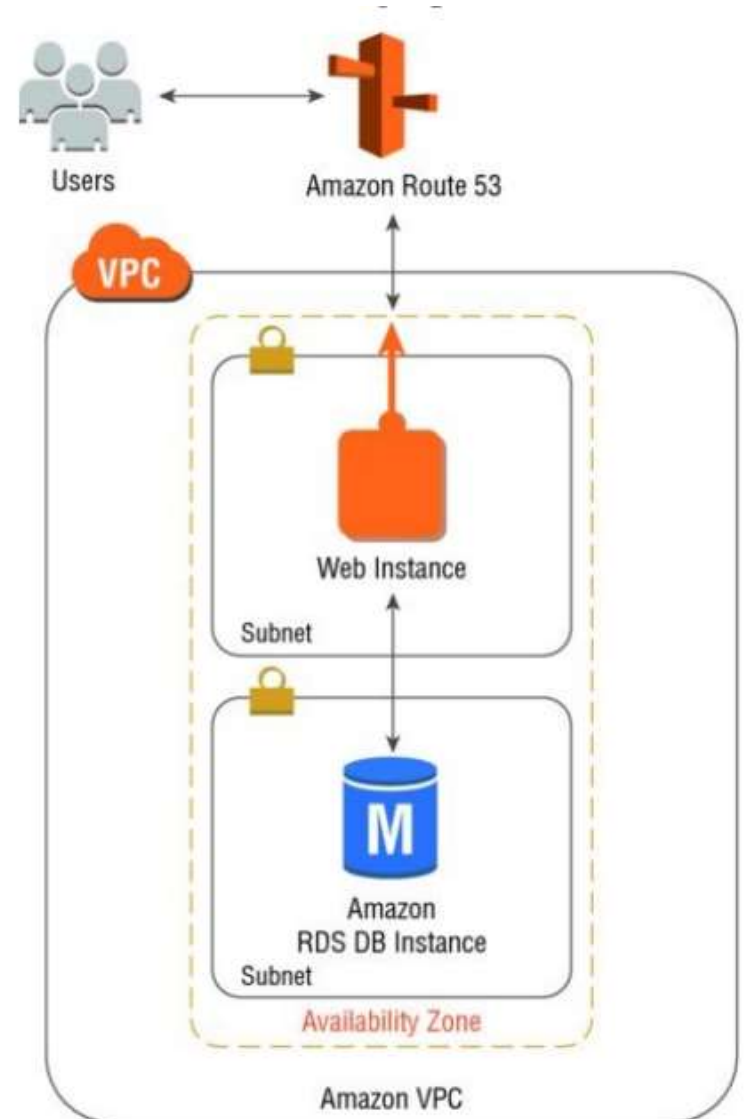 Users
Amazon Route 53
VPC
Web Instance
Subnet
M
Amazon
RDS DB Instance
Subnet
Availability Zone
Amazon VPC